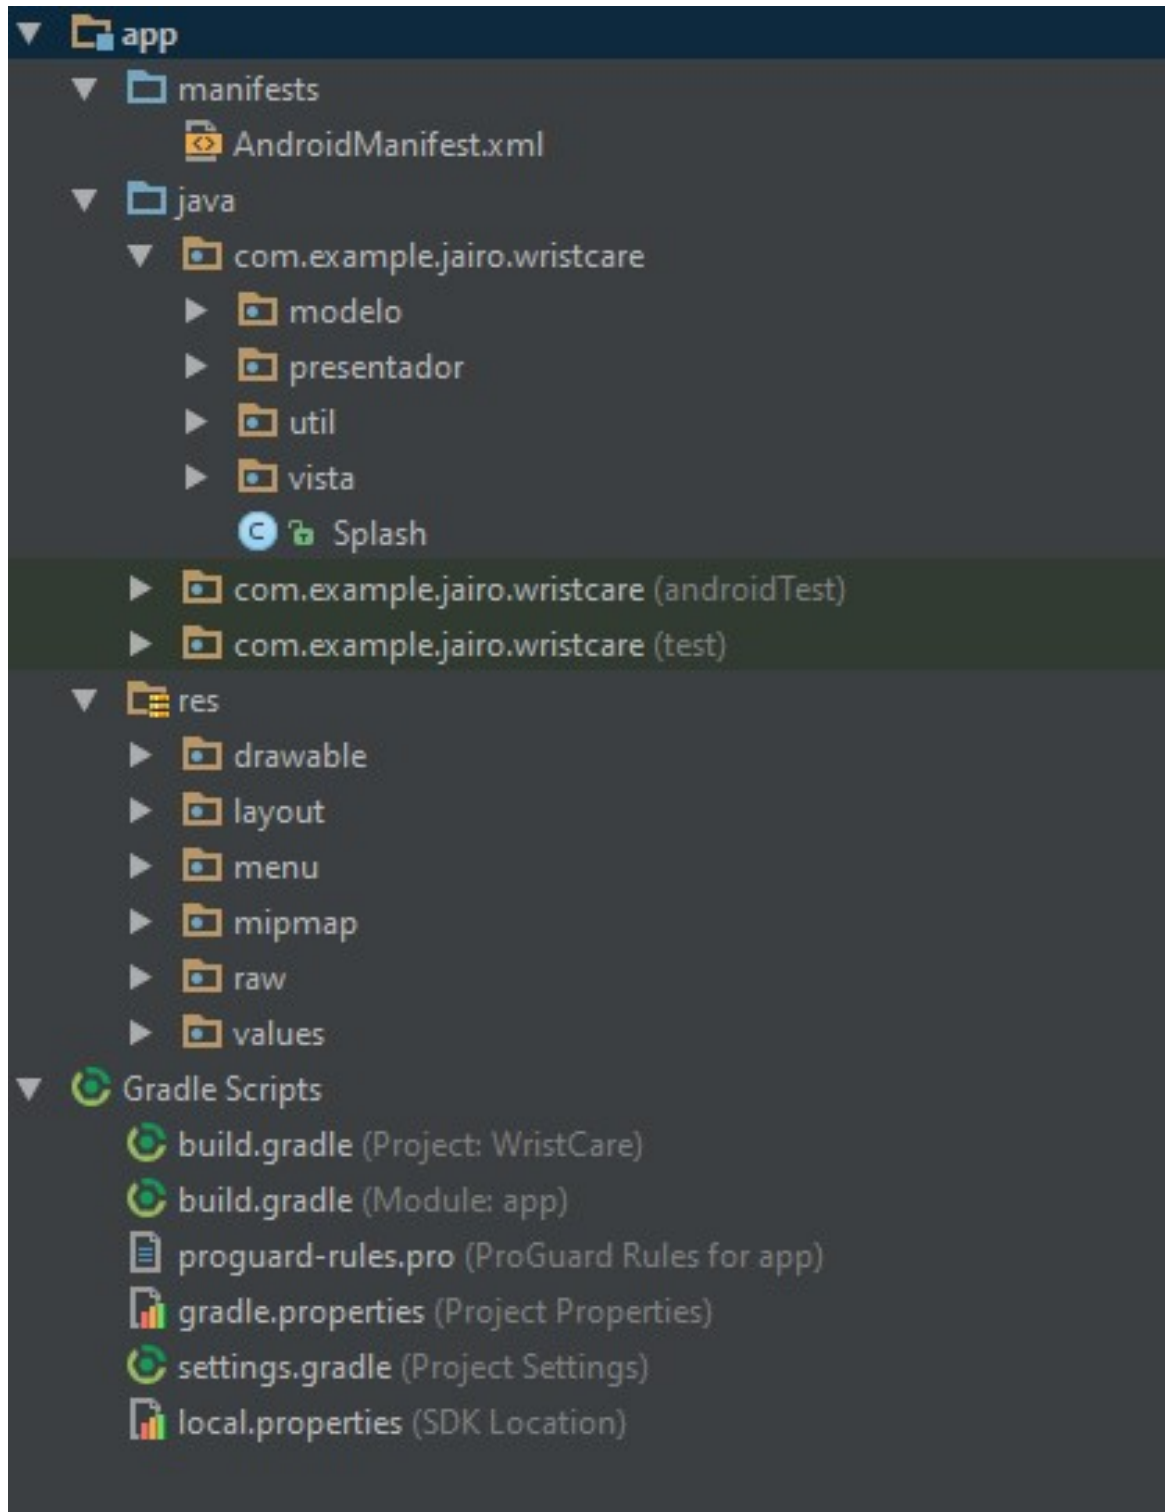 app
manifests
AndroidManifest.xml
java
com.example.jairo.wristcare
modelo
presentador
util
vista
C Splash
com.example.jairo.wristcare (androidTest)
com.example.jairo.wristcare (test)
res
drawable
layout
menu
mipmap
raw
values
Gradle Scripts
build.gradle (Project: WristCare)
build.gradle (Module: app)
proguard-rules.pro (ProGuard Rules for app)
gradle.properties (Project Properties)
settings.gradle (Project Settings)
local.properties (SDK Location)